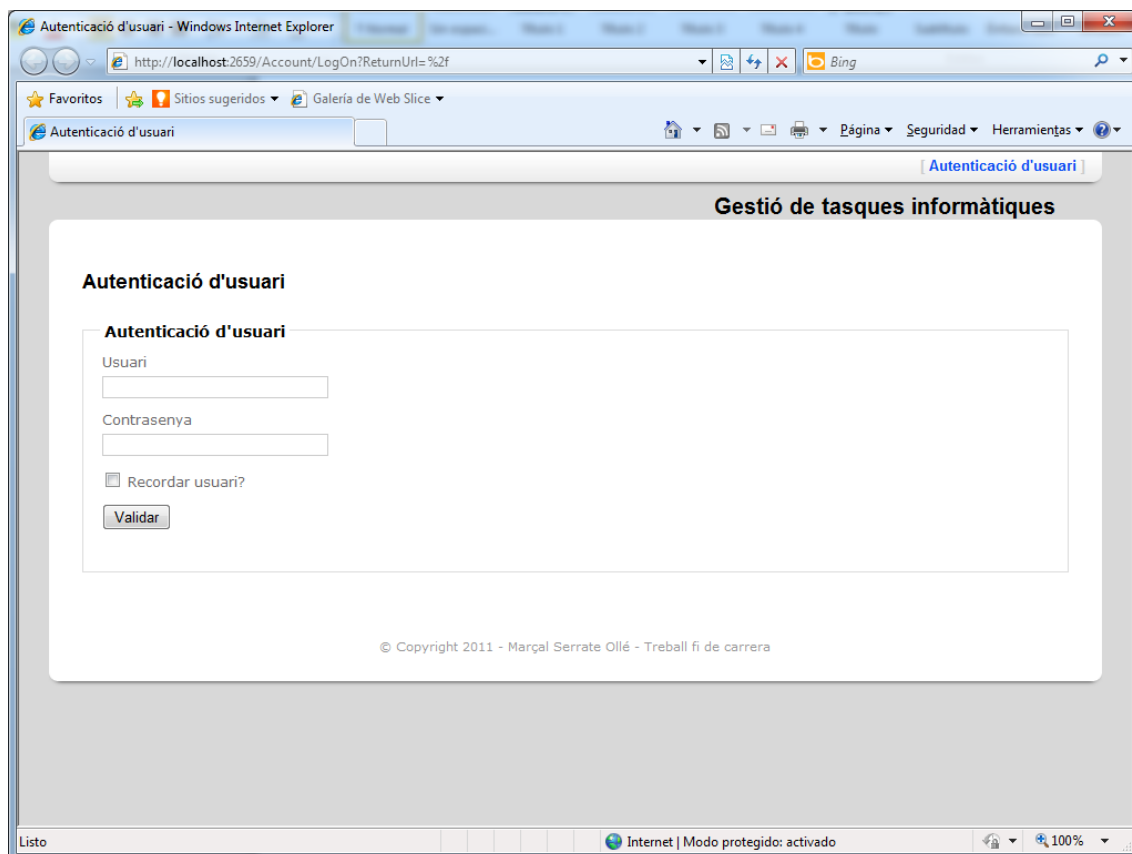 Autenticació d'usuari - Windows Internet Explorer
http://localhost:2659/Account/LogOn?ReturnUrl=%2f
Bing
Favoritos Sitios sugeridos Galería de Web Slice
Autenticació d'usuari Página Seguridad Herramientas
[ Autenticació d'usuari ]
Gestió de tasques informàtiques
Autenticació d'usuari
Autenticació d'usuari
Usuari
Contrasenya
Recordar usuari?
Validar
© Copyright 2011 - Marçal Serrate Ollé - Treball fi de carrera
Listo Internet | Modo protegido: activado 100%